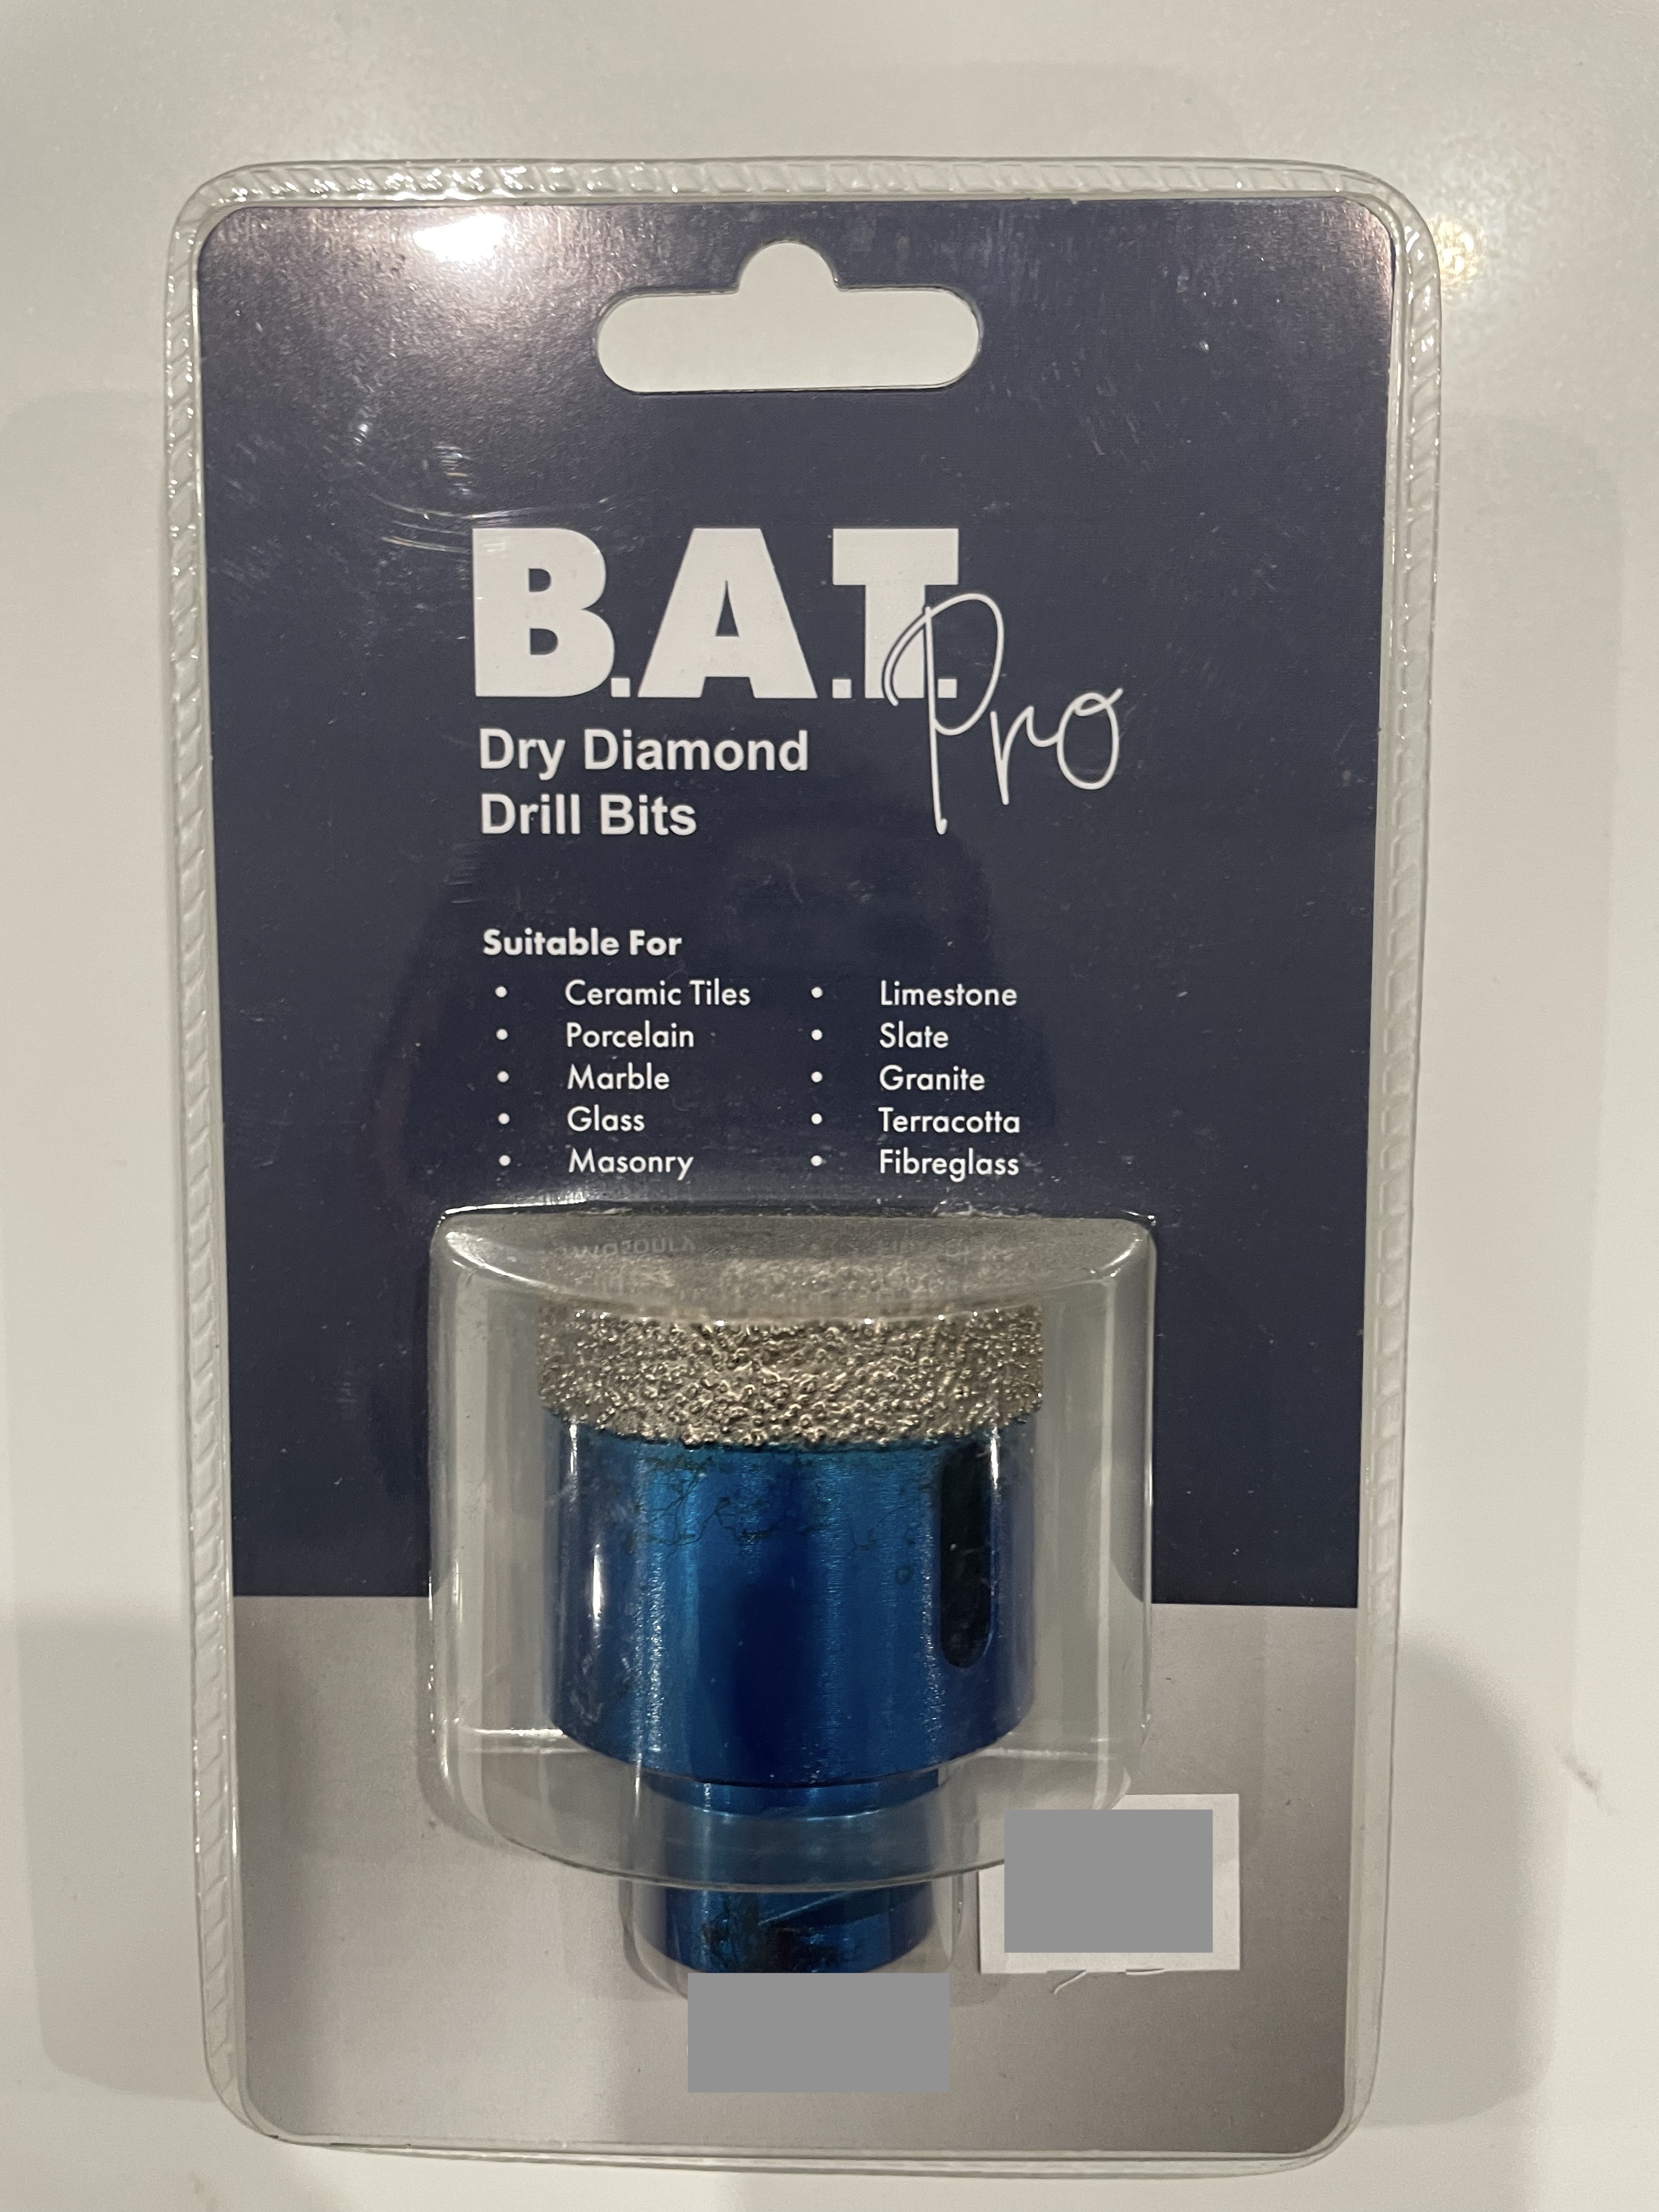 B.A.T.
Pro
Dry Diamond
Drill Bits
Suitable For
• Ceramic Tiles
• Porcelain
• Marble
• Glass
• Masonry
• Limestone
• Slate
• Granite
• Terracotta
• Fibreglass